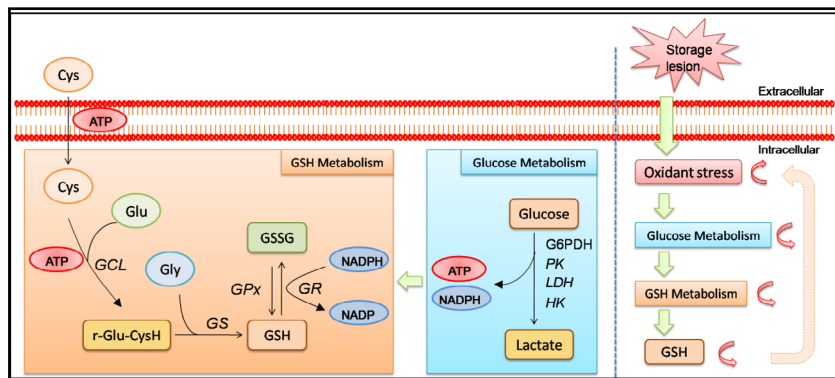 Cys
Storage
lesion
Extracellular
ATP
Intracellular
GSH Metabolism
Glucose Metabolism
Oxidant stress
Cys
Glu
Glucose
GSSG
G6PDH
Glucose Metabolism
ATP
GCL
Gly
NADPH
ATP
PK
NADPH
LDH
GPx
GR
HK
GSH Metabolism
NADP
r-Glu-CysH
GS
GSH
Lactate
GSH